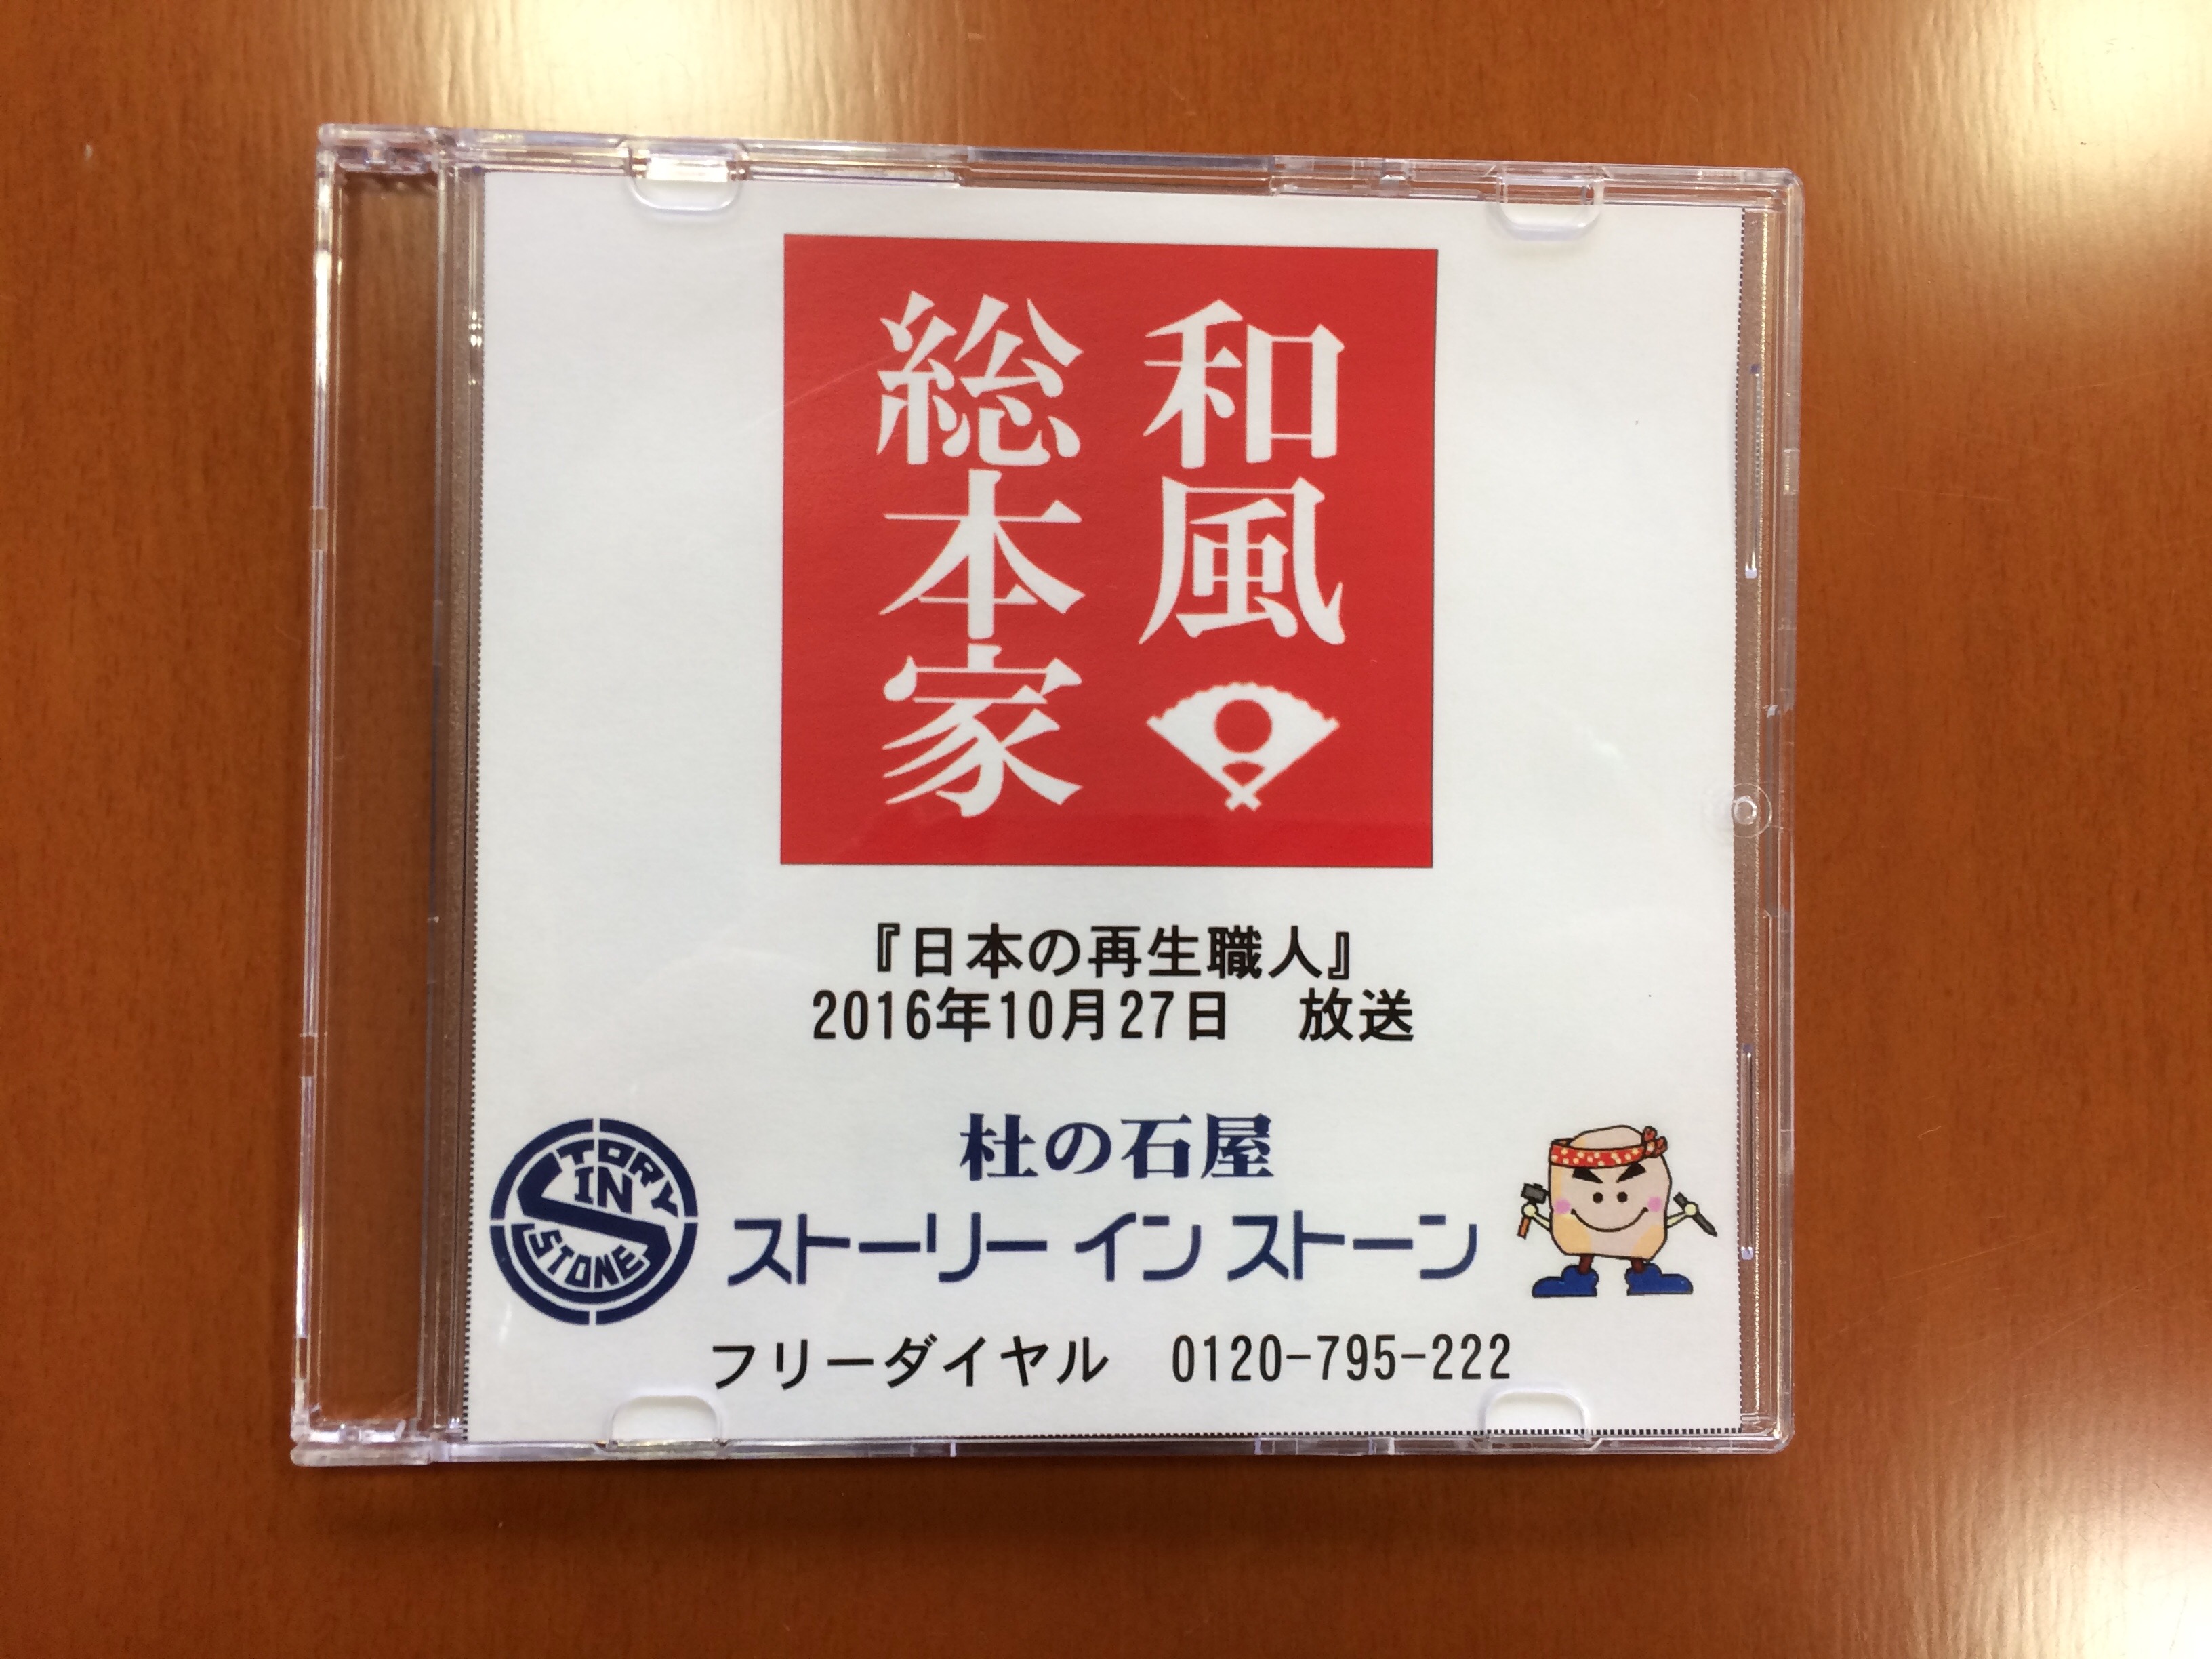 和風
総本家
『日本の再生職人』
2016年10月27日　放送
杜の石屋
STORY
IN
STONE
ストーリー イン ストーン
フリーダイヤル　0120-795-222